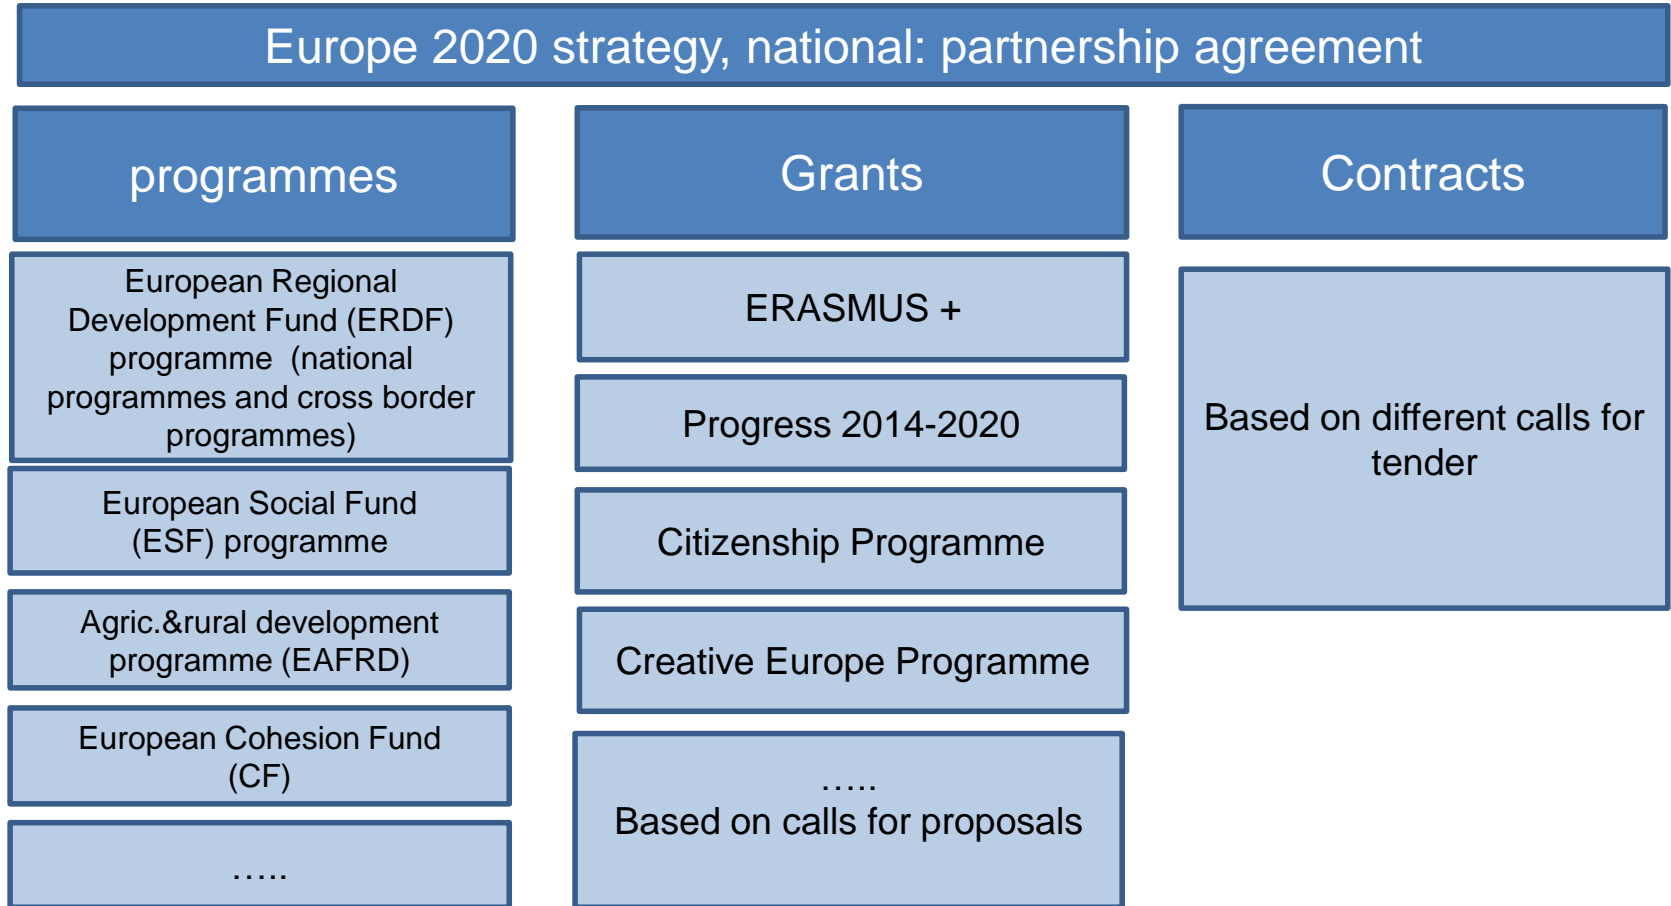 Europe 2020 strategy, national: partnership agreement
programmes
European Regional
Development Fund (ERDF)
programme  (national
programmes and cross border
programmes)
European Social Fund
(ESF) programme
Agric.&rural development
programme (EAFRD)
European Cohesion Fund
(CF)
…..
Grants
ERASMUS +
Progress 2014-2020
Citizenship Programme
Creative Europe Programme
…..
Based on calls for proposals
Contracts
Based on different calls for
tender